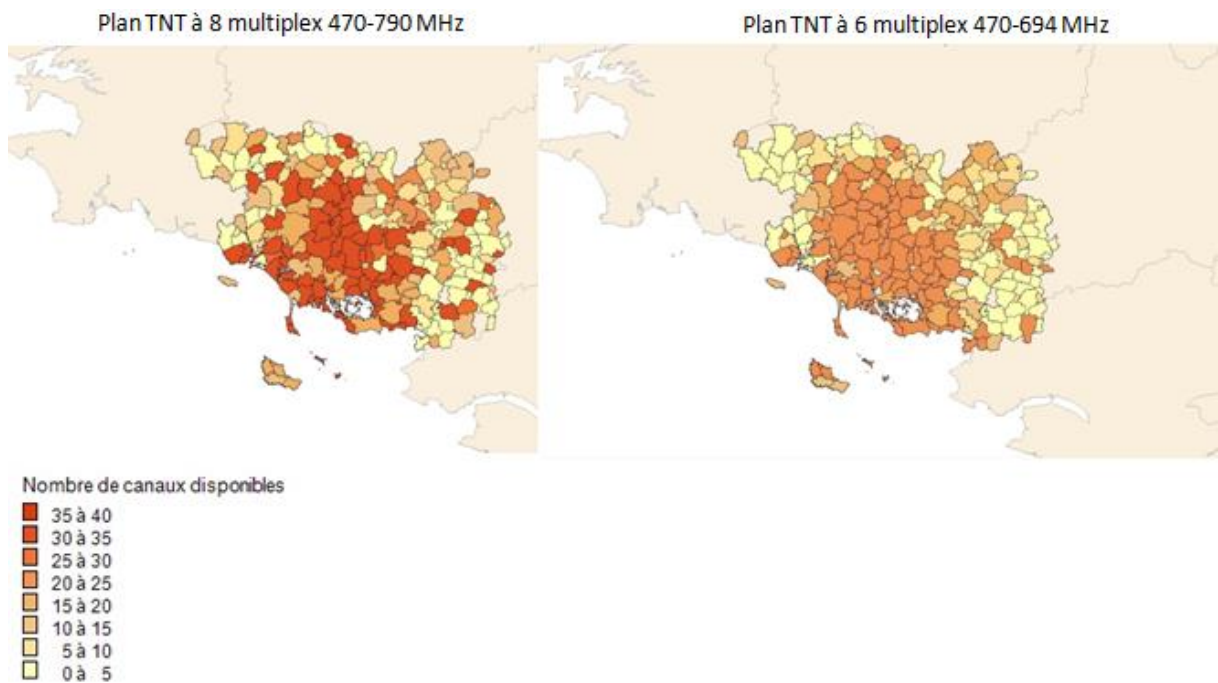 Plan TNT à 8 multiplex 470-790 MHz
Plan TNT à 6 multiplex 470-694 MHz
Nombre de canaux disponibles
35 à 40
30 à 35
25 à 30
20 à 25
15 à 20
10 à 15
5 à 10
0 à 5